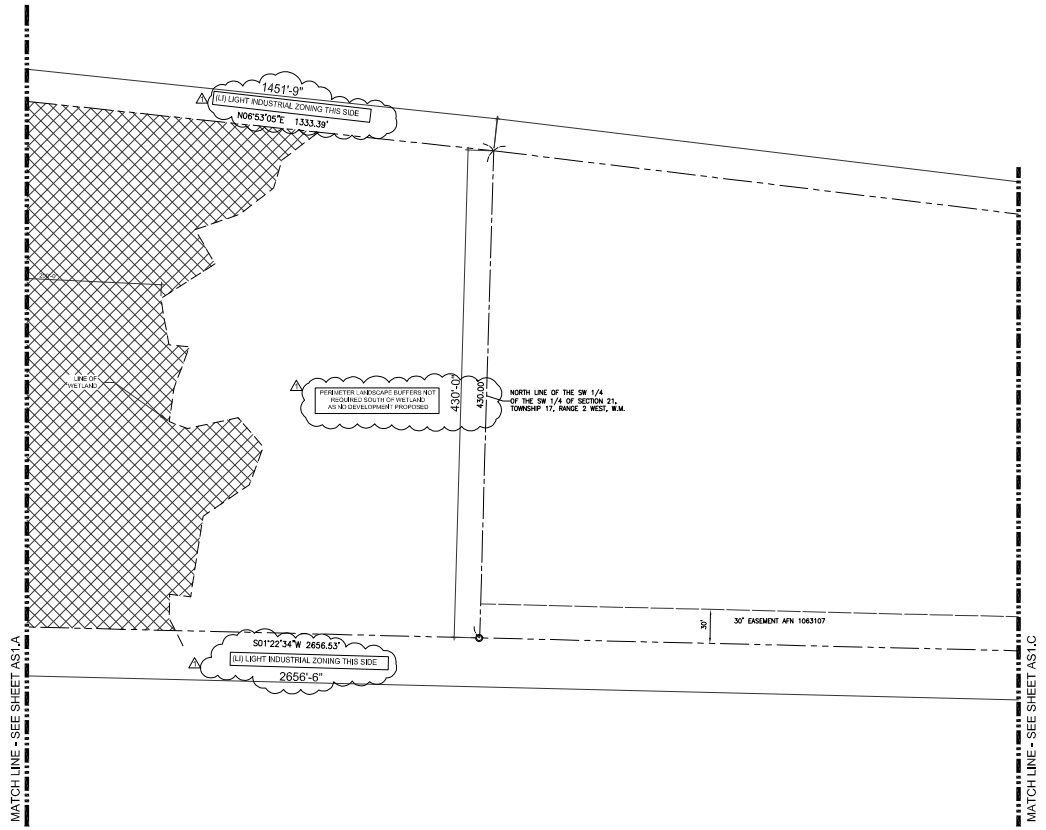 1451'-9"
(LI) LIGHT INDUSTRIAL ZONING THIS SIDE
N06°53'05"E 1333.39'
LINE OF
WETLAND
PERIMETER LANDSCAPE BUFFERS NOT
REQUIRED SOUTH OF WETLAND
AS NO DEVELOPMENT PROPOSED
430'-0"
430.00'
NORTH LINE OF THE SW 1/4
OF THE SW 1/4 OF SECTION 21,
TOWNSHIP 17, RANGE 2 WEST, W.M.
30'
30' EASEMENT AFN 1063107
S01°22'34"W 2656.53'
(LI) LIGHT INDUSTRIAL ZONING THIS SIDE
2656'-6"
MATCH LINE - SEE SHEET AS1.A
MATCH LINE - SEE SHEET AS1.C